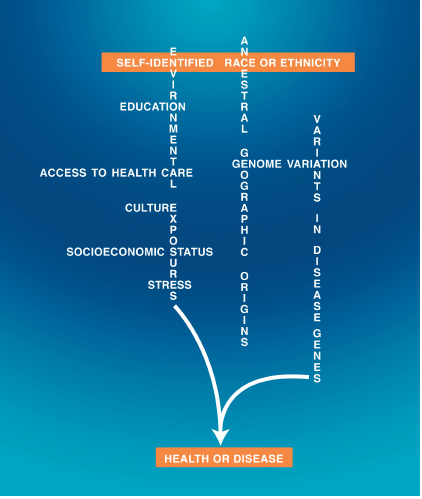 SELF-IDENTIFIED RACE OR ETHNICITY
ENVIRONMENTAL EXPOSURES
EDUCATION
ACCESS TO HEALTH CARE
CULTURE
SOCIOECONOMIC STATUS
STRESS
ANCESTRAL GEOGRAPHIC ORIGINS
GENOME VARIATION
VARIANTS IN DISEASE GENES
HEALTH OR DISEASE